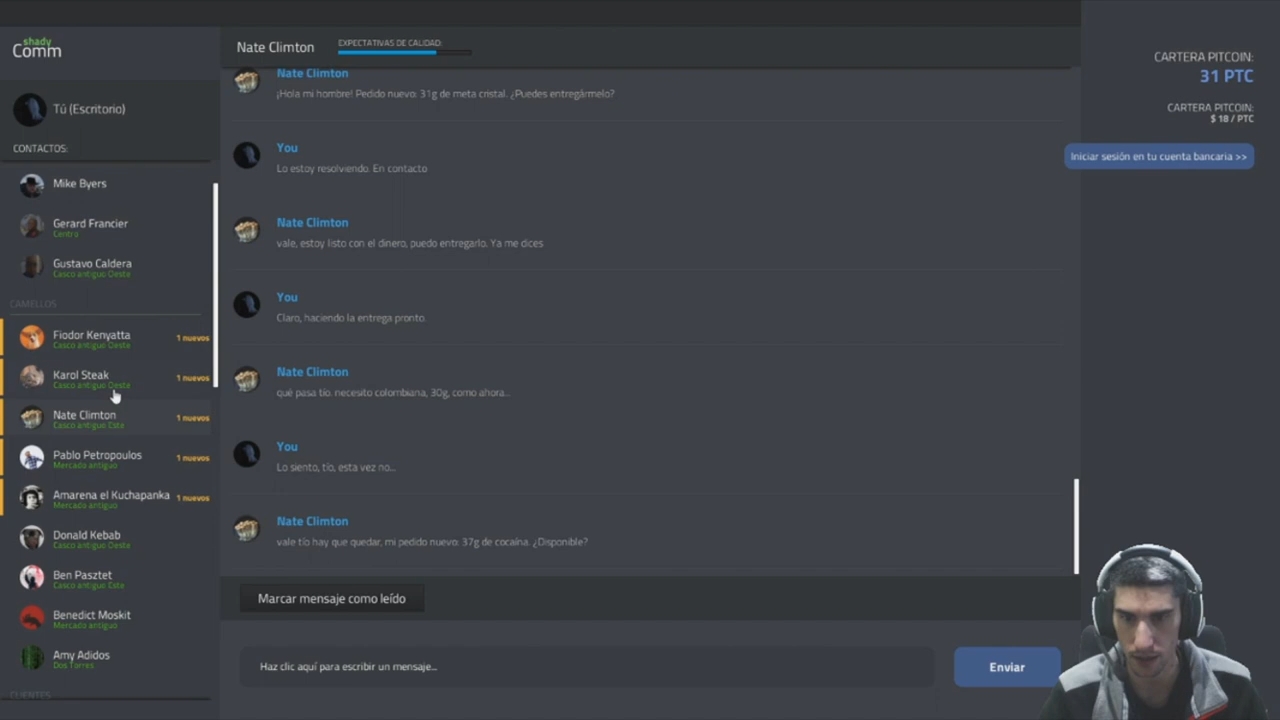 shady
Comm
Tú (Escritorio)
CONTACTOS:
Mike Byers
Gerard Francier
Centro
Gustavo Caldera
Casco antiguo Oeste
CAMELLOS
Fiodor Kenyatta
Casco antiguo Oeste
1 nuevos
Karol Steak
Casco antiguo Oeste
1 nuevos
Nate Climton
Casco antiguo Este
1 nuevos
Pablo Petropoulos
Mercado antiguo
1 nuevos
Amarena el Kuchapanka
Mercado antiguo
1 nuevos
Donald Kebab
Casco antiguo Oeste
Ben Pasztet
Casco antiguo Este
Benedict Moskit
Mercado antiguo
Amy Adidos
Dos Torres
CLIENTES
Nate Climton
EXPECTATIVAS DE CALIDAD:
Nate Climton
¡Hola mi hombre! Pedido nuevo: 31g de meta cristal. ¿Puedes entregármelo?
You
Lo estoy resolviendo. En contacto
Nate Climton
vale, estoy listo con el dinero, puedo entregarlo. Ya me dices
You
Claro, haciendo la entrega pronto.
Nate Climton
qué pasa tío. necesito colombiana, 30g, como ahora..
You
Lo siento, tío, esta vez no...
Nate Climton
vale tío hay que quedar, mi pedido nuevo: 37g de cocaína. ¿Disponible?
Marcar mensaje como leído
Haz clic aquí para escribir un mensaje...
Enviar
CARTERA PITCOIN:
31 PTC
CARTERA PITCOIN:
$ 18 / PTC
Iniciar sesión en tu cuenta bancaria >>